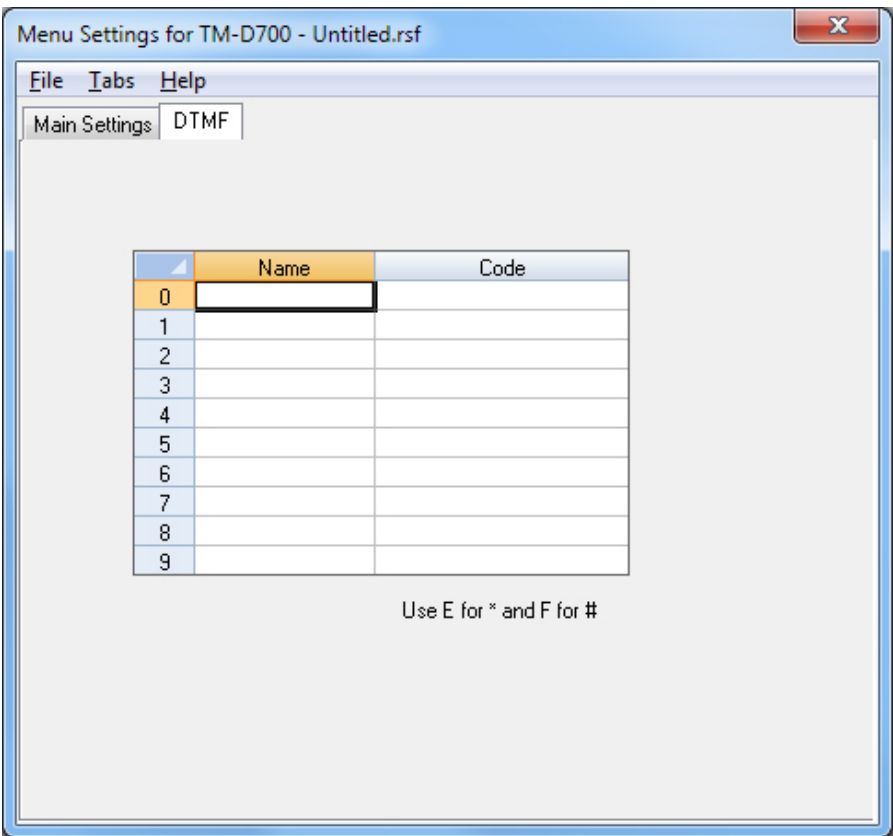 Menu Settings for TM-D700 - Untitled.rsf
File Tabs Help
Main Settings DTMF
Name Code
0
1
2
3
4
5
6
7
8
9
Use E for * and F for #